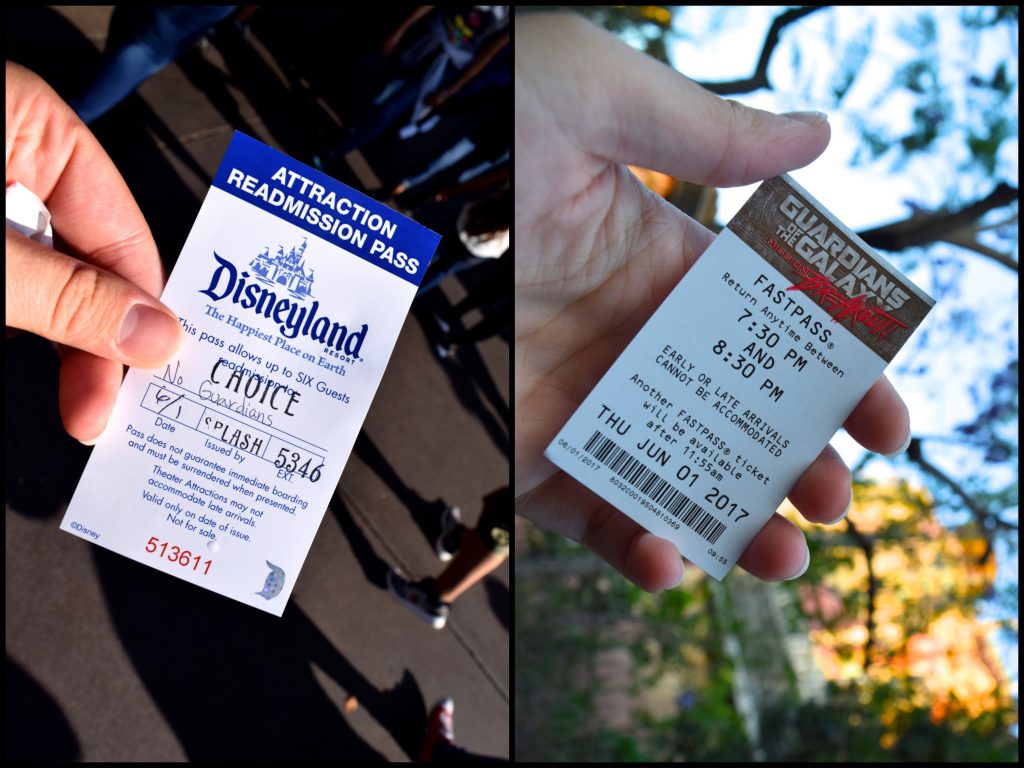 ATTRACTION
READMISSION PASS
Disneyland
RESORT
The Happiest Place on Earth
This pass allows up to SIX Guests
readmission to
CHOICE
No Guardians
6/1 SPLASH 5346
Date Issued by EXT.
Pass does not guarantee immediate boarding
and must be surrendered when presented.
Theater Attractions may not
accommodate late arrivals.
Valid only on date of issue.
Not for sale.
©Disney
513611
GUARDIANS
OF THE
GALAXY
MISSION:
BREAKOUT!
FASTPASS®
Return Anytime Between
7:30 PM
AND
8:30 PM
EARLY OR LATE ARRIVALS
CANNOT BE ACCOMMODATED
Another FASTPASS® ticket
will be available
after 11:55am
THU JUN 01 2017
06/01/2017
80320019504810369
09:55